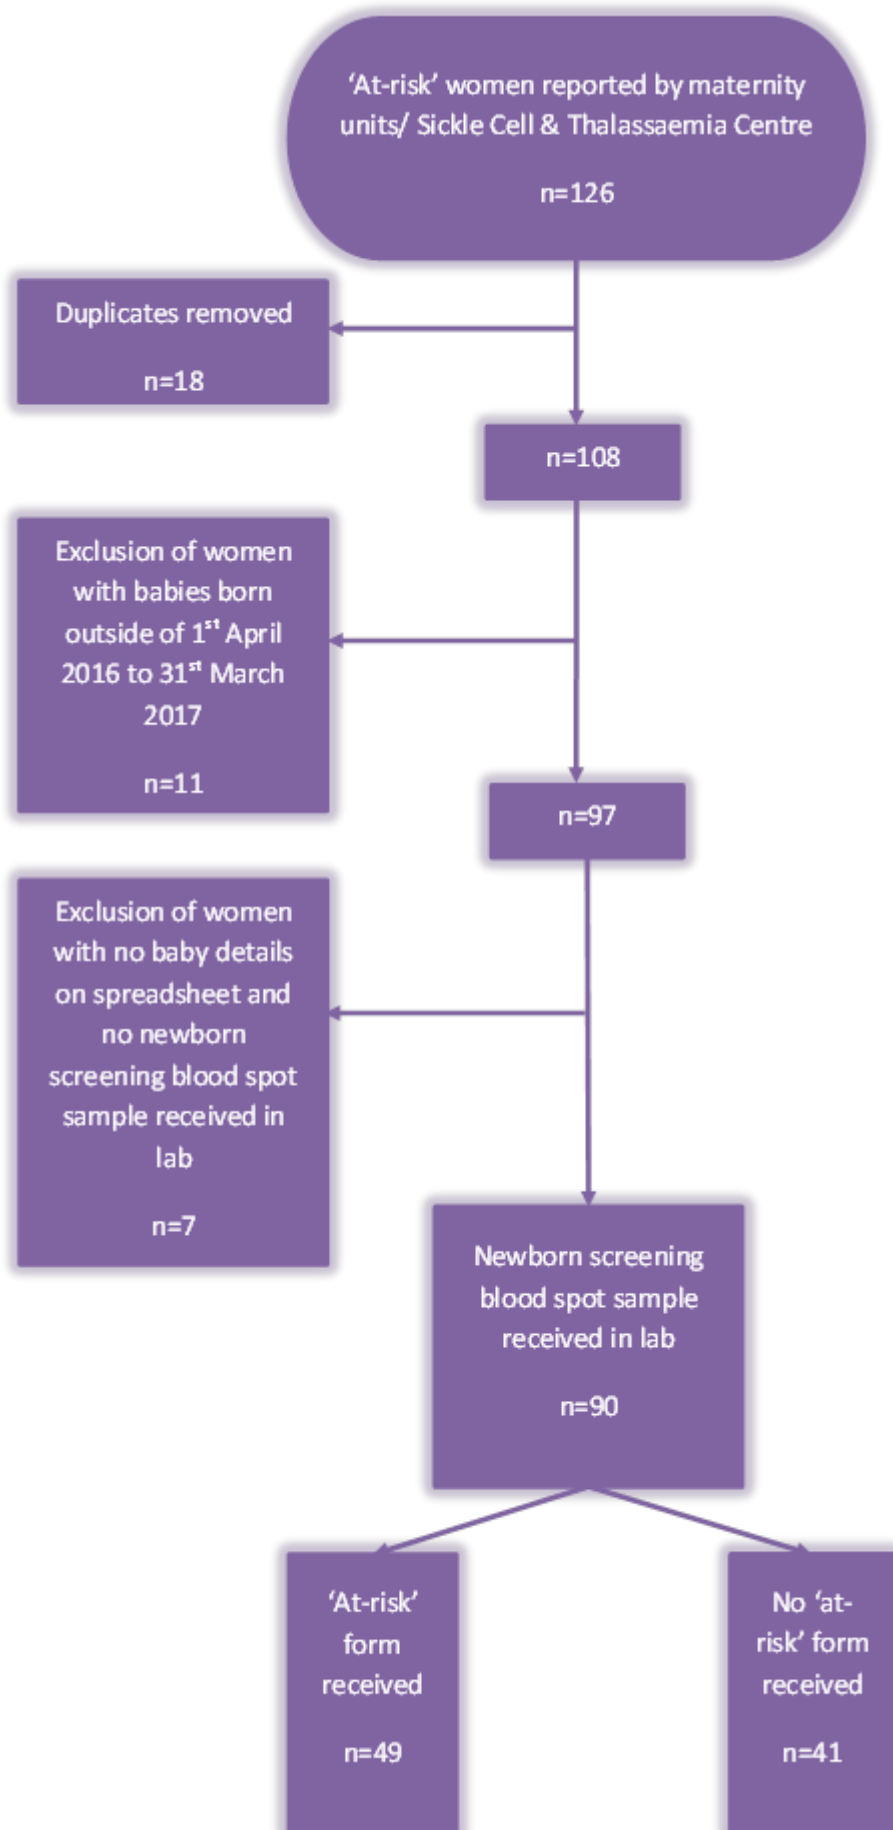 ‘At-risk’ women reported by maternity
units/ Sickle Cell & Thalassaemia Centre
n=126
Duplicates removed
n=18
n=108
Exclusion of women
with babies born
outside of 1st April
2016 to 31st March
2017
n=11
n=97
Exclusion of women
with no baby details
on spreadsheet and
no newborn
screening blood spot
sample received in
lab
n=7
Newborn screening
blood spot sample
received in lab
n=90
‘At-risk’
form
received
n=49
No ‘at-
risk’ form
received
n=41